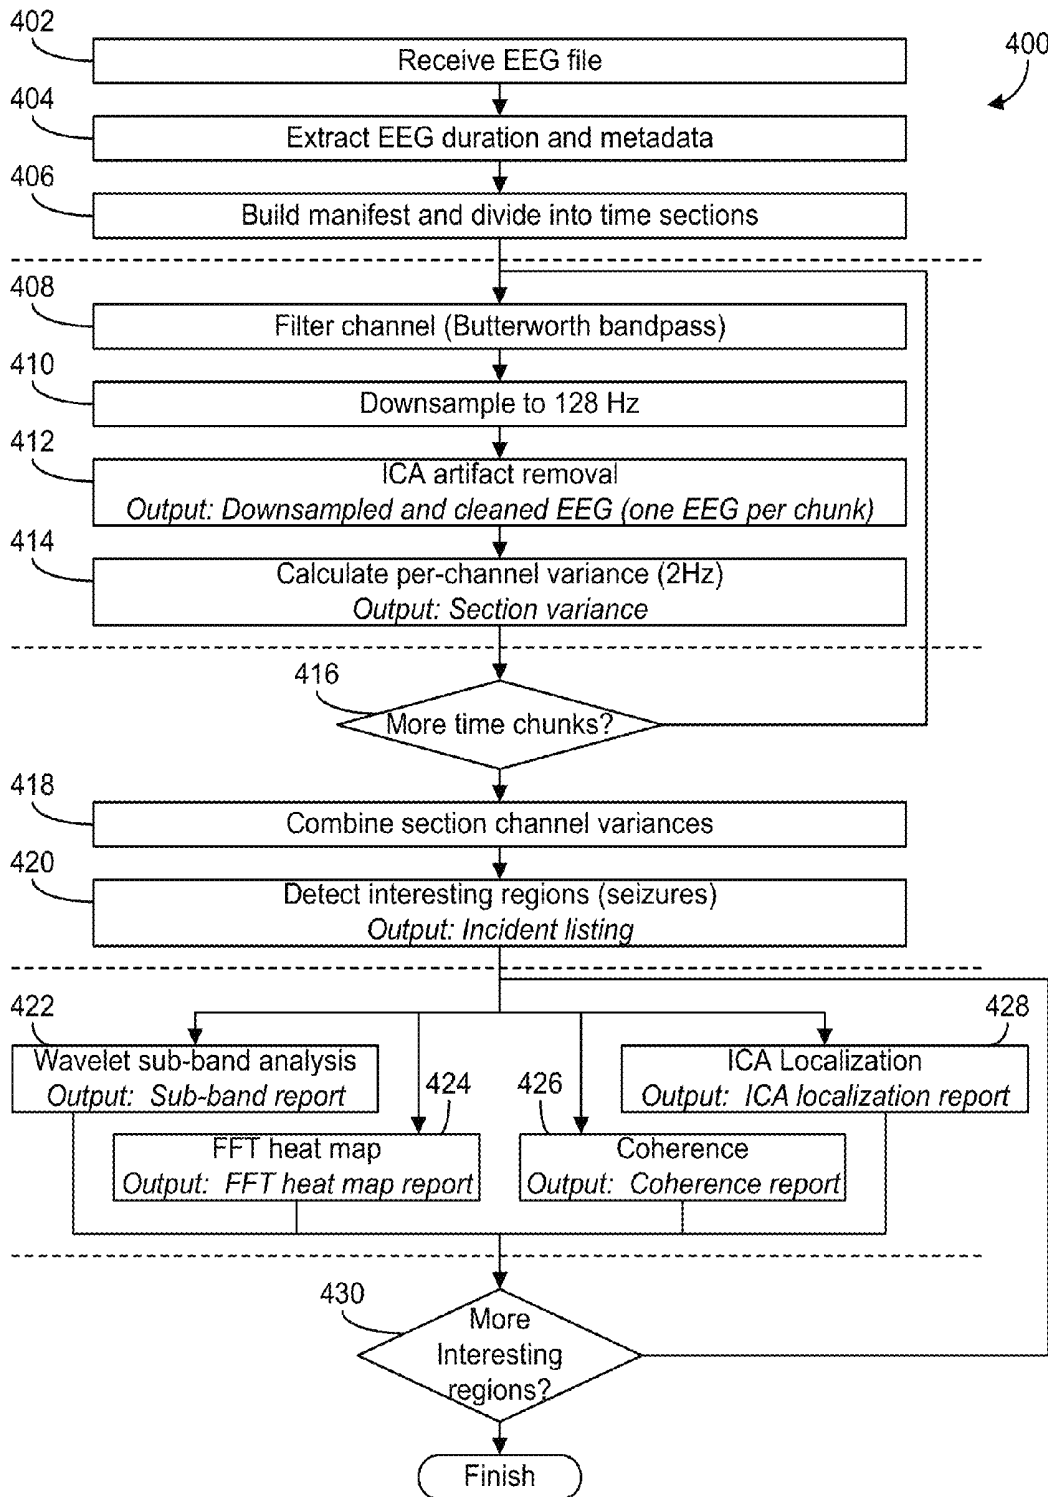 402
Receive EEG file
400
404
Extract EEG duration and metadata
406
Build manifest and divide into time sections
408
Filter channel (Butterworth bandpass)
410
Downsample to 128 Hz
412
ICA artifact removal
Output: Downsampled and cleaned EEG (one EEG per chunk)
414
Calculate per-channel variance (2Hz)
Output: Section variance
416
More time chunks?
418
Combine section channel variances
420
Detect interesting regions (seizures)
Output: Incident listing
422
Wavelet sub-band analysis
Output: Sub-band report
424
FFT heat map
Output: FFT heat map report
426
Coherence
Output: Coherence report
428
ICA Localization
Output: ICA localization report
430
More
Interesting
regions?
Finish